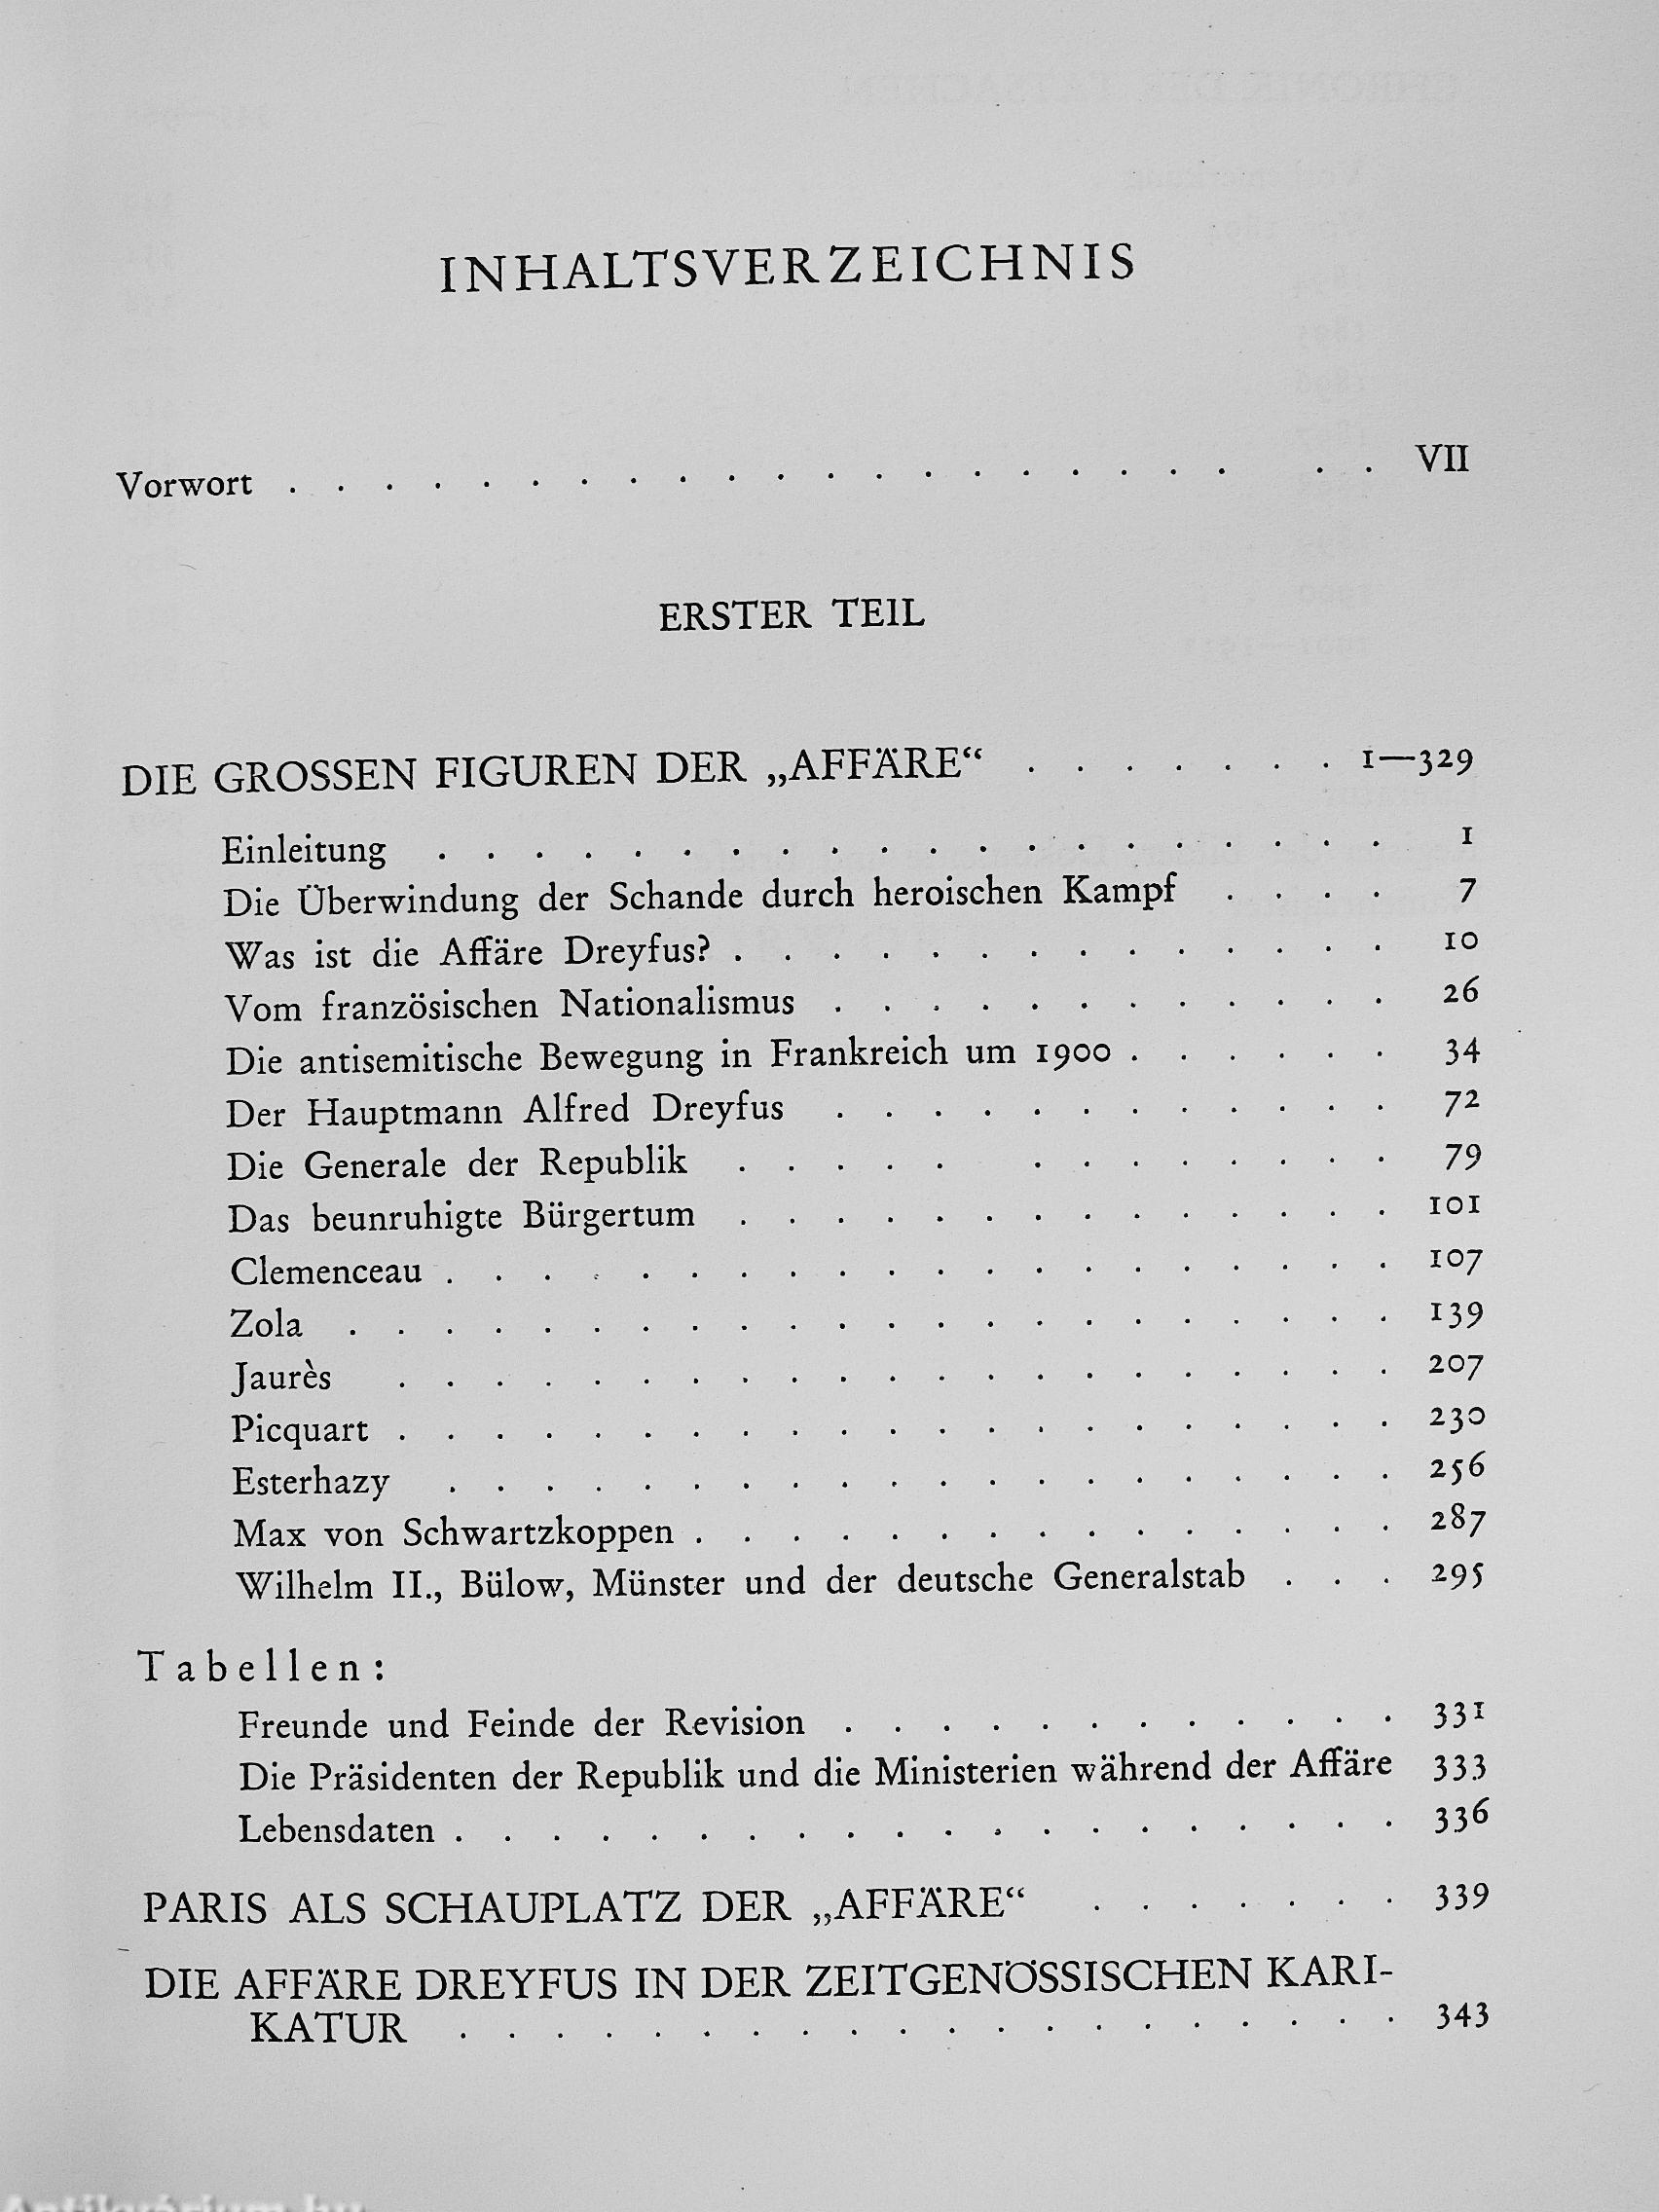 INHALTSVERZEICHNIS
Vorwort . . . . . . . . . . . . . . . . . . . . . . VII
ERSTER TEIL
DIE GROSSEN FIGUREN DER „AFFÄRE“ . . . . . . . 1—329
Einleitung . . . . . . . . . . . . . . . . . . . . 1
Die Überwindung der Schande durch heroischen Kampf . . . . 7
Was ist die Affäre Dreyfus? . . . . . . . . . . . . . . 10
Vom französischen Nationalismus . . . . . . . . . . . . 26
Die antisemitische Bewegung in Frankreich um 1900 . . . . . . 34
Der Hauptmann Alfred Dreyfus . . . . . . . . . . . . 72
Die Generale der Republik . . . . . . . . . . . . . 79
Das beunruhigte Bürgertum . . . . . . . . . . . . . . 101
Clemenceau . . . . . . . . . . . . . . . . . . . . 107
Zola . . . . . . . . . . . . . . . . . . . . . . 139
Jaurès . . . . . . . . . . . . . . . . . . . . . 207
Picquart . . . . . . . . . . . . . . . . . . . . . 230
Esterhazy . . . . . . . . . . . . . . . . . . . . 256
Max von Schwartzkoppen . . . . . . . . . . . . . . . 287
Wilhelm II., Bülow, Münster und der deutsche Generalstab . . . 295
Tabellen:
Freunde und Feinde der Revision . . . . . . . . . . . . 331
Die Präsidenten der Republik und die Ministerien während der Affäre 333
Lebensdaten . . . . . . . . . . . . . . . . . . . . 336
PARIS ALS SCHAUPLATZ DER „AFFÄRE“ . . . . . . . 339
DIE AFFÄRE DREYFUS IN DER ZEITGENÖSSISCHEN KARI-
KATUR . . . . . . . . . . . . . . . . . . . . 343